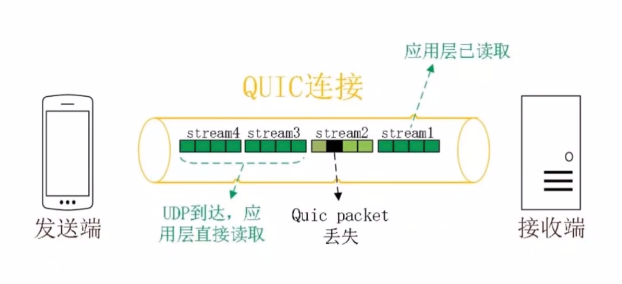 应用层已读取
QUIC连接
stream4 stream3 stream2 stream1
UDP到达，应
用层直接读取
Quic packet
丢失
发送端
接收端